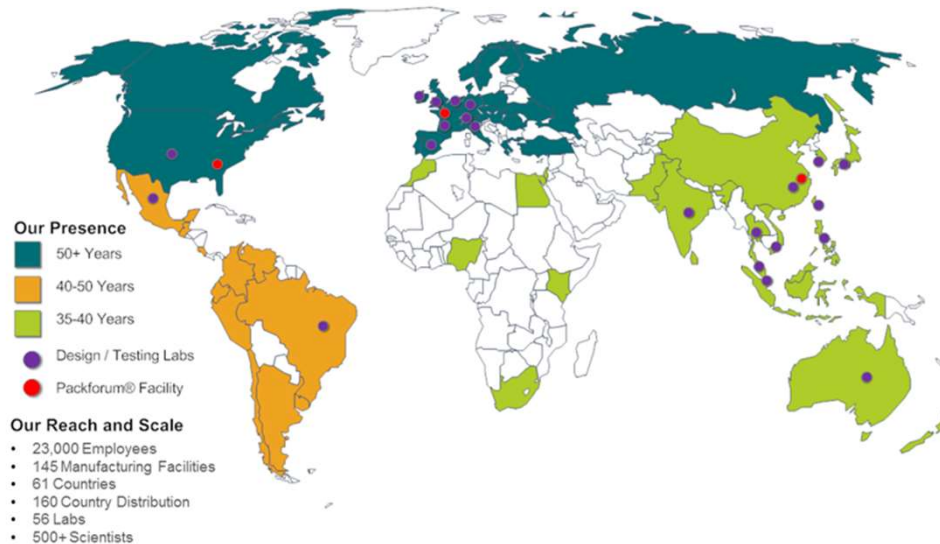 Our Presence
50+ Years
40-50 Years
35-40 Years
Design / Testing Labs
Packforum® Facility
Our Reach and Scale
• 23,000 Employees
• 145 Manufacturing Facilities
• 61 Countries
• 160 Country Distribution
• 56 Labs
• 500+ Scientists